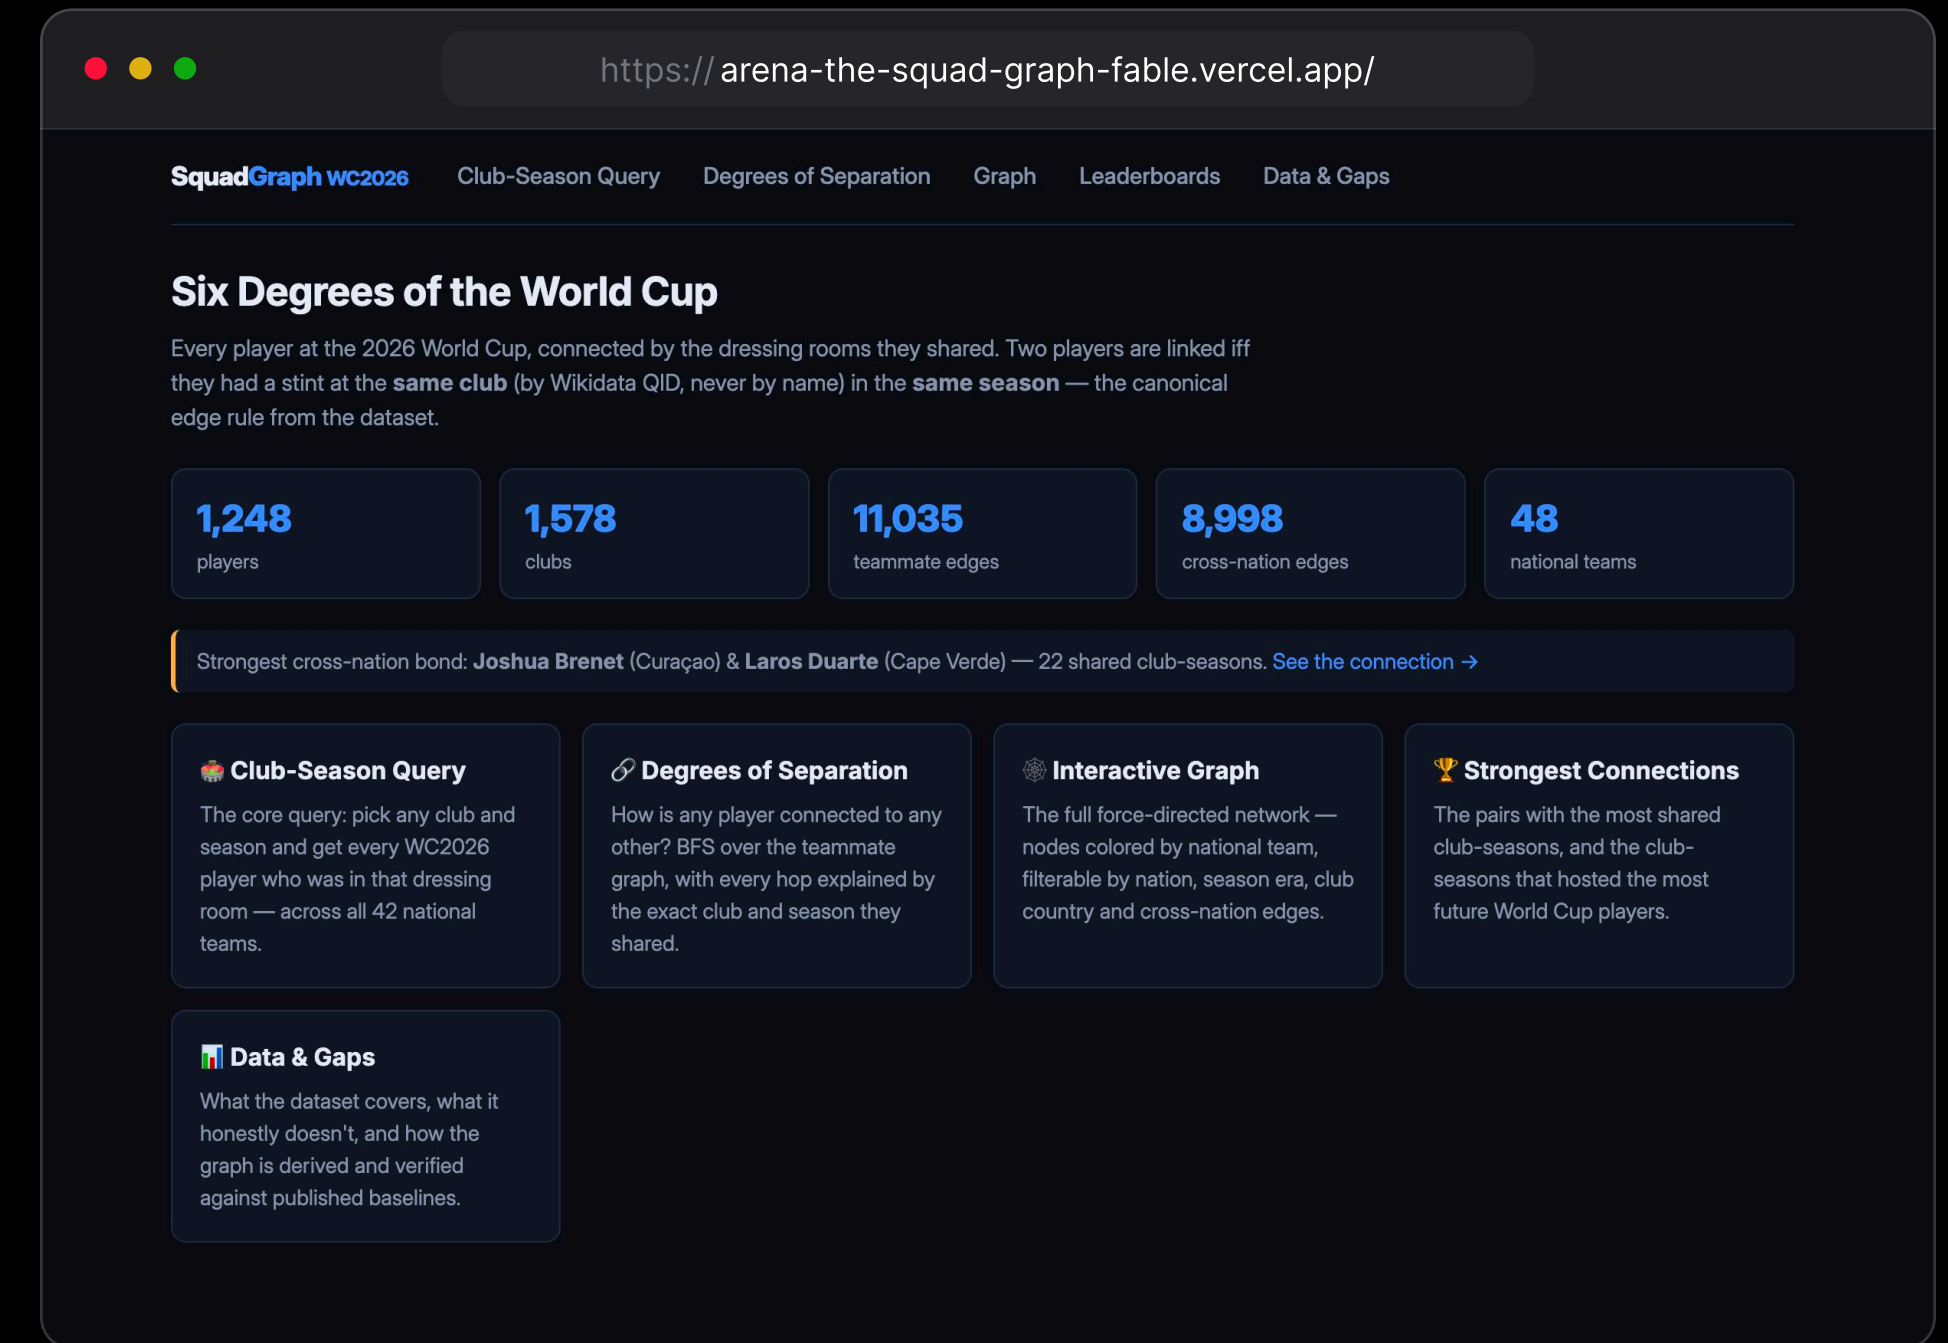 https://arena-the-squad-graph-fable.vercel.app/
SquadGraph WC2026 Club-Season Query Degrees of Separation Graph Leaderboards Data & Gaps
Six Degrees of the World Cup
Every player at the 2026 World Cup, connected by the dressing rooms they shared. Two players are linked iff
they had a stint at the same club (by Wikidata QID, never by name) in the same season — the canonical
edge rule from the dataset.
1,248
players
1,578
clubs
11,035
teammate edges
8,998
cross-nation edges
48
national teams
Strongest cross-nation bond: Joshua Brenet (Curaçao) & Laros Duarte (Cape Verde) — 22 shared club-seasons. See the connection →
Club-Season Query
The core query: pick any club and
season and get every WC2026
player who was in that dressing
room — across all 42 national
teams.
Degrees of Separation
How is any player connected to any
other? BFS over the teammate
graph, with every hop explained by
the exact club and season they
shared.
Interactive Graph
The full force-directed network —
nodes colored by national team,
filterable by nation, season era, club
country and cross-nation edges.
Strongest Connections
The pairs with the most shared
club-seasons, and the club-
seasons that hosted the most
future World Cup players.
Data & Gaps
What the dataset covers, what it
honestly doesn't, and how the
graph is derived and verified
against published baselines.